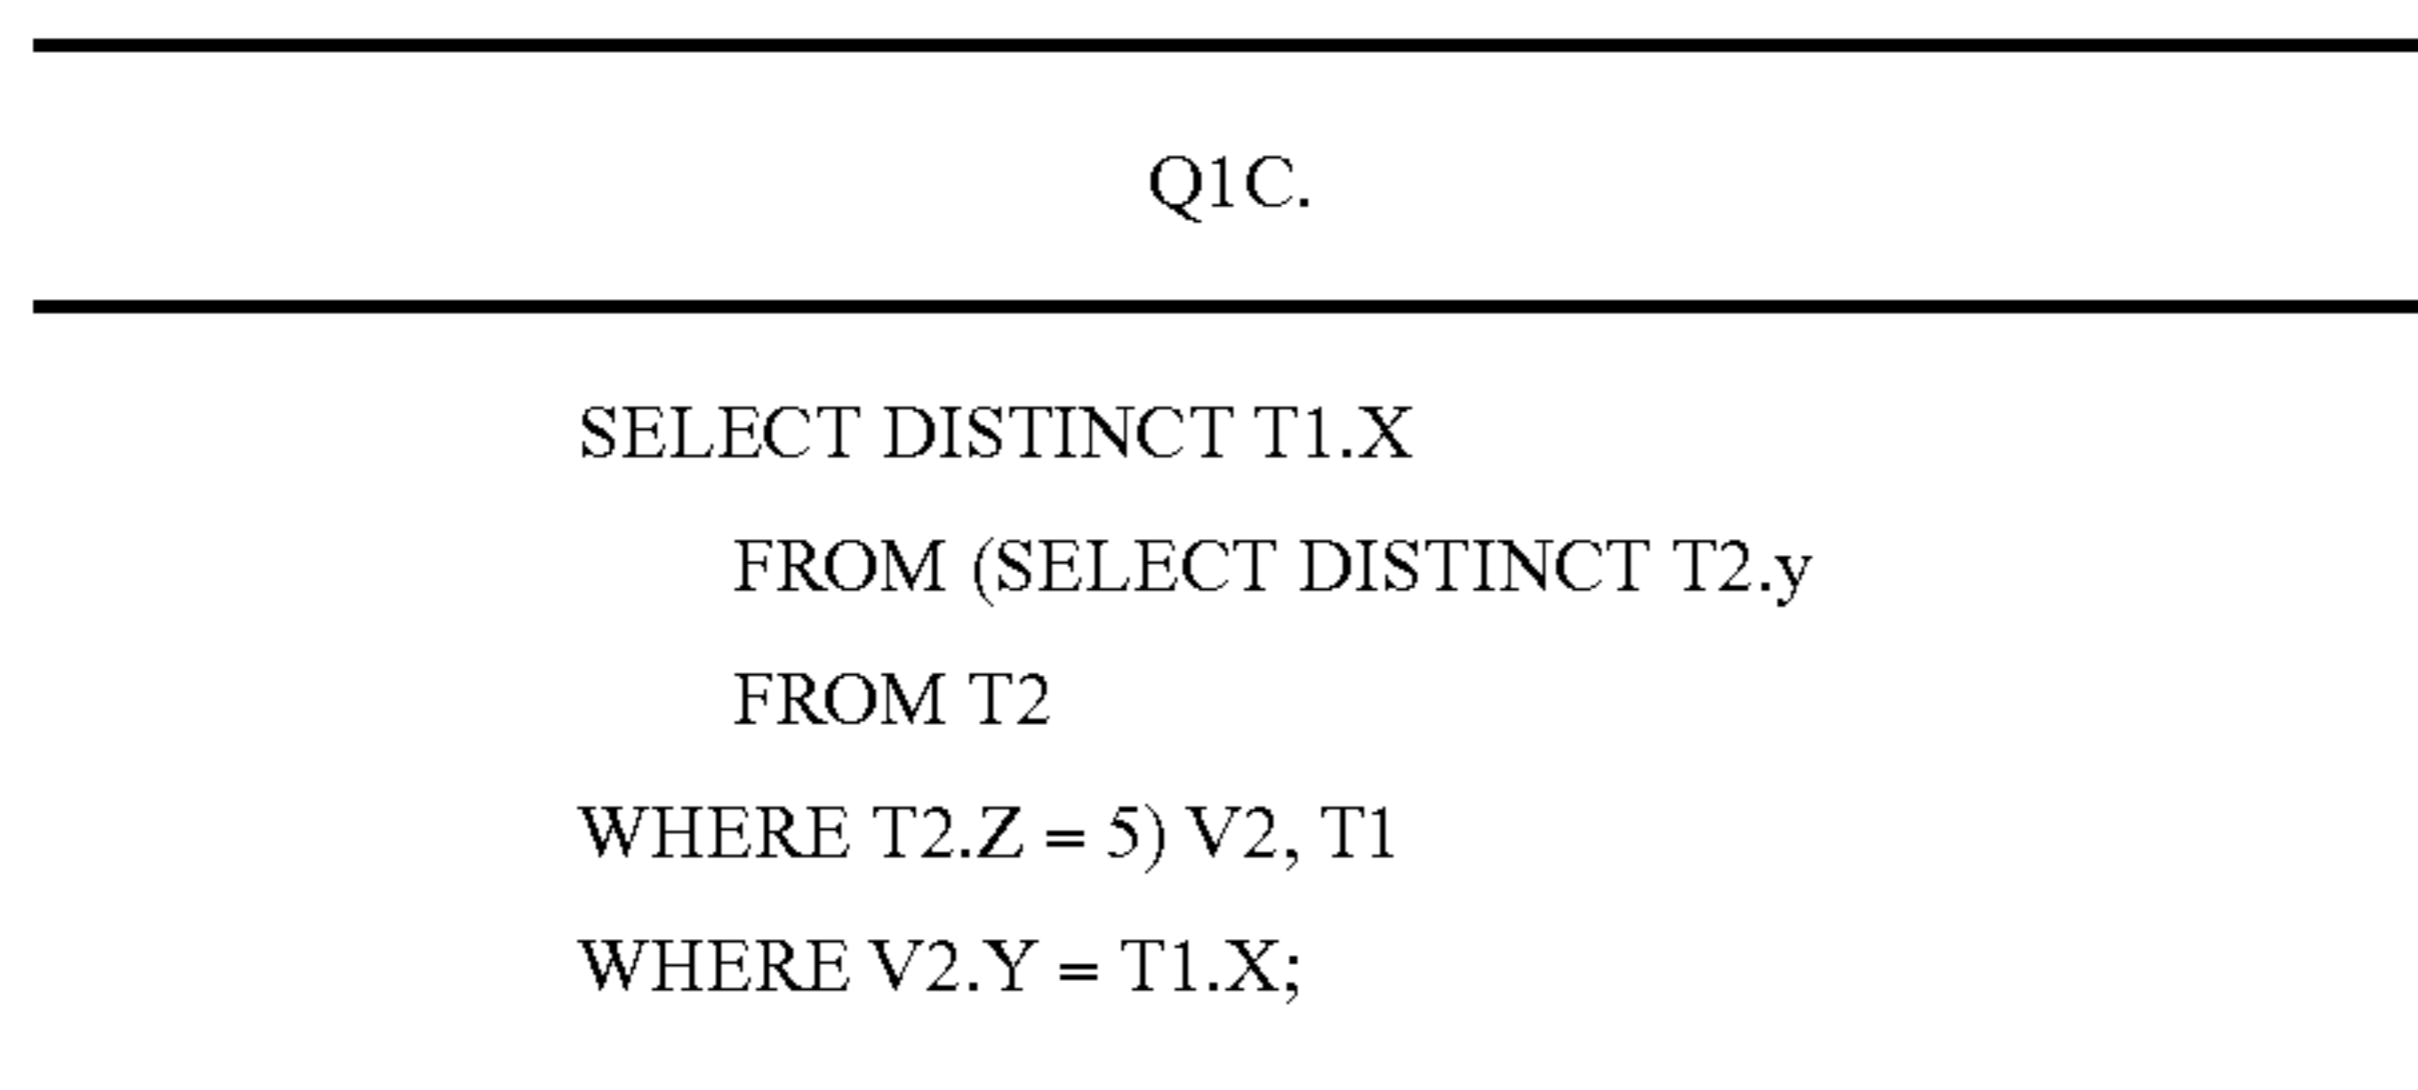 Q1C.
SELECT DISTINCT T1.X
FROM (SELECT DISTINCT T2.y
FROM T2
WHERE T2.Z = 5) V2, T1
WHERE V2.Y = T1.X;